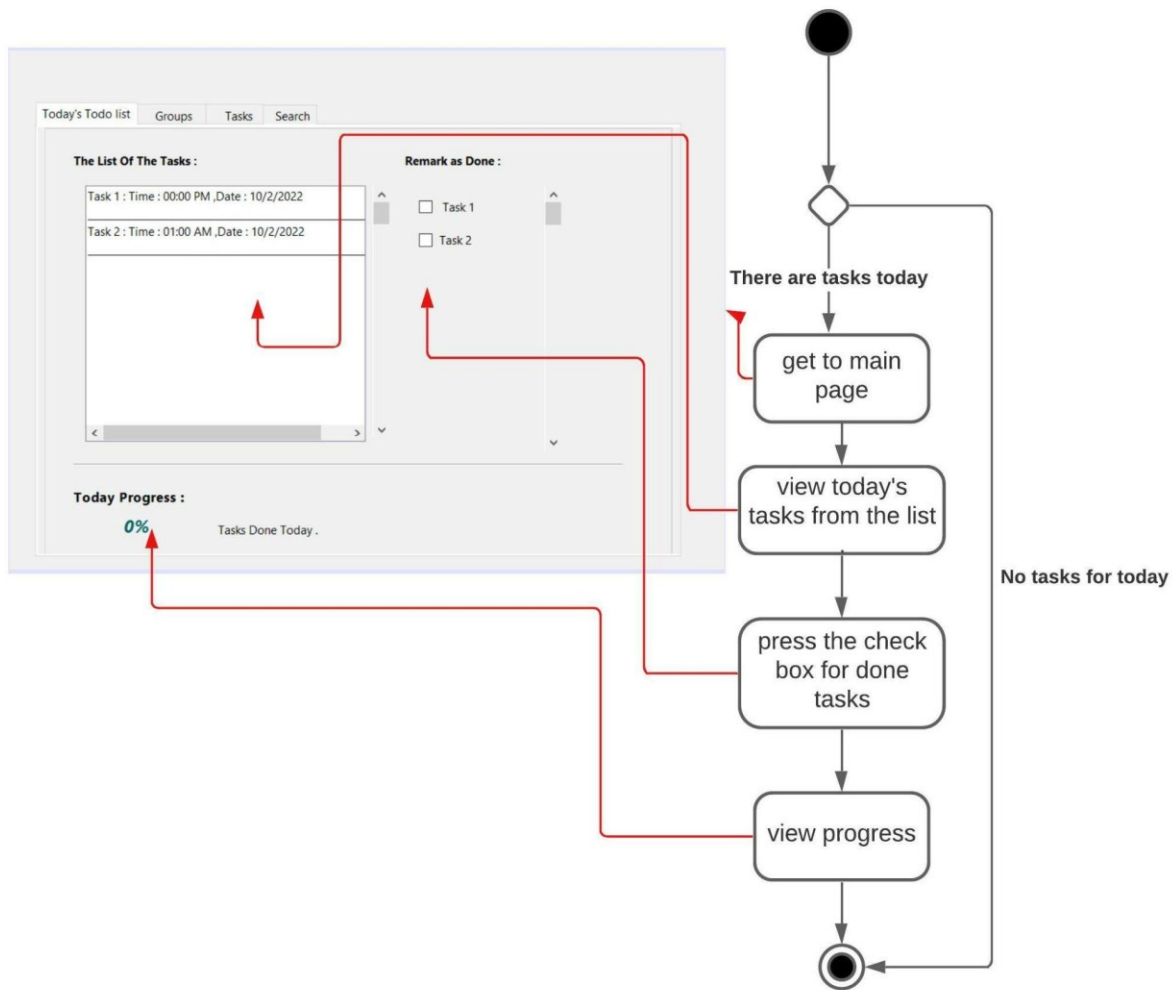 Today's Todo list
Groups
Tasks
Search
The List Of The Tasks :
Remark as Done :
Task 1 : Time : 00:00 PM ,Date : 10/2/2022
Task 2 : Time : 01:00 AM ,Date : 10/2/2022
Task 1
Task 2
Today Progress :
0%
Tasks Done Today .
There are tasks today
get to main
page
view today's
tasks from the list
No tasks for today
press the check
box for done
tasks
view progress